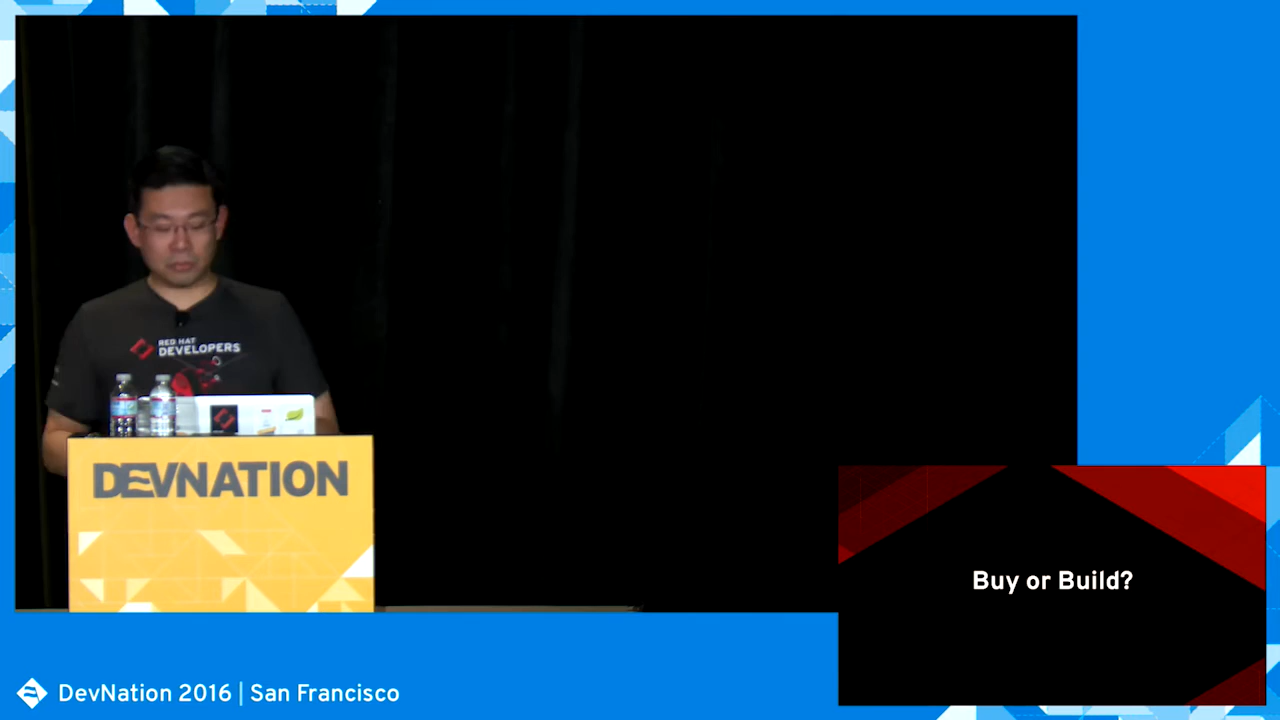 RED HAT
DEVELOPERS
DEVNATION
Buy or Build?
DevNation 2016 | San Francisco